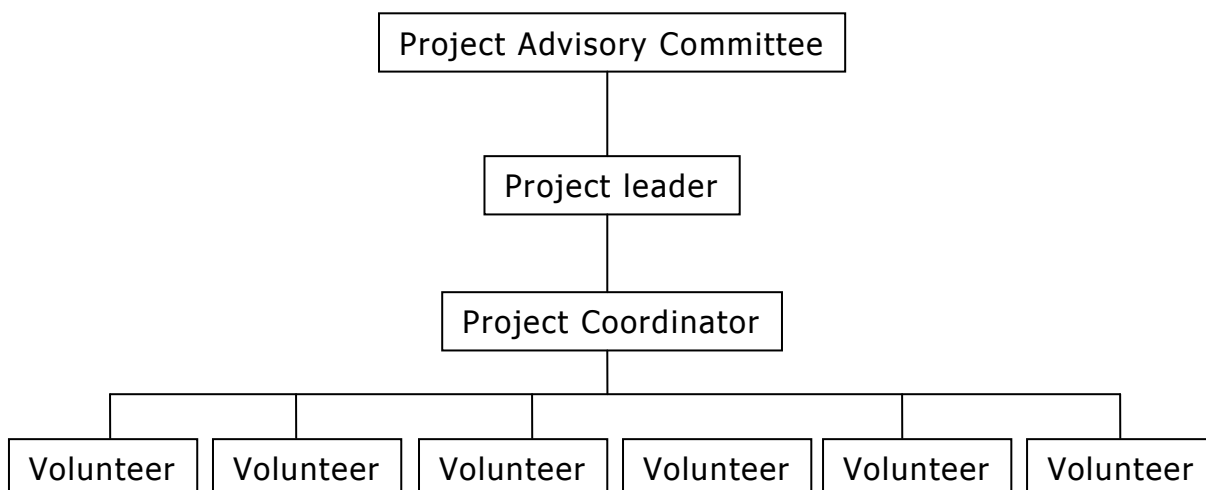 Project Advisory Committee
Project leader
Project Coordinator
Volunteer Volunteer Volunteer Volunteer Volunteer Volunteer